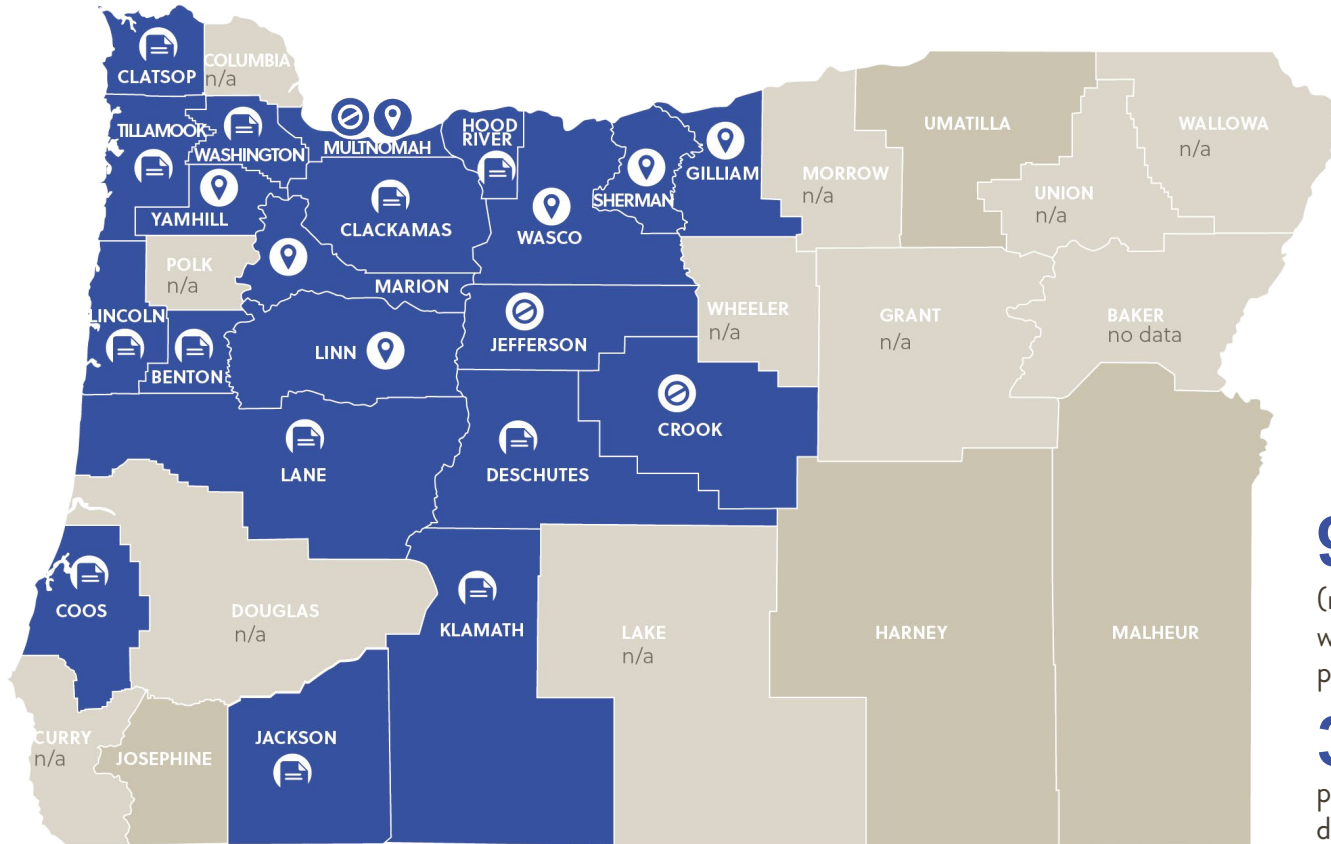 CLATSOP
COLUMBIA
n/a
TILLAMOOK
WASHINGTON
MULTNOMAH
HOOD
RIVER
SHERMAN
GILLIAM
MORROW
n/a
UMATILLA
UNION
n/a
WALLOWA
n/a
YAMHILL
CLACKAMAS
WASCO
POLK
n/a
MARION
LINCOLN
BENTON
LINN
JEFFERSON
WHEELER
n/a
GRANT
n/a
BAKER
no data
CROOK
LANE
DESCHUTES
COOS
DOUGLAS
n/a
KLAMATH
LAKE
n/a
HARNEY
MALHEUR
CURRY
n/a
JOSEPHINE
JACKSON